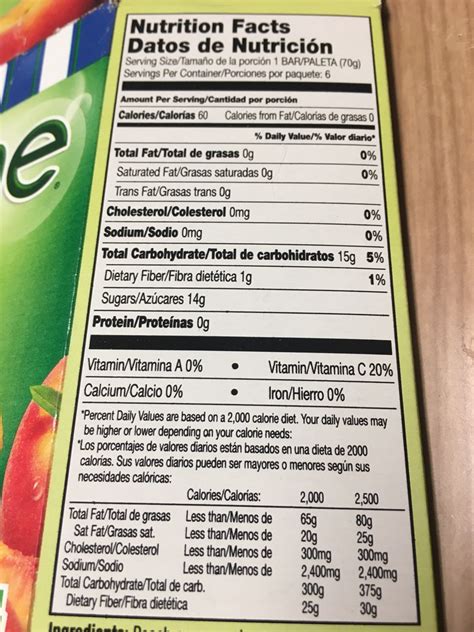 Nutrition Facts
Datos de Nutrición
Serving Size/Tamaño de la porción 1 BAR/PALETA (70g)
Servings Per Container/Porciones por paquete: 6
Amount Per Serving/Cantidad por porción
Calories/Calorías 60 Calories from Fat/Calorías de grasas 0
% Daily Value/% Valor diario*
Total Fat/Total de grasas 0g 0%
Saturated Fat/Grasas saturadas 0g 0%
Trans Fat/Grasas trans 0g
Cholesterol/Colesterol 0mg 0%
Sodium/Sodio 0mg 0%
Total Carbohydrate/Total de carbohidratos 15g 5%
Dietary Fiber/Fibra dietética 1g 1%
Sugars/Azúcares 14g
Protein/Proteínas 0g
Vitamin/Vitamina A 0% • Vitamin/Vitamina C 20%
Calcium/Calcio 0% • Iron/Hierro 0%
*Percent Daily Values are based on a 2,000 calorie diet. Your daily values may
be higher or lower depending on your calorie needs:
*Los porcentajes de valores diarios están basados en una dieta de 2000
calorías. Sus valores diarios pueden ser mayores o menores según sus
necesidades calóricas:
Calories/Calorías: 2,000 2,500
Total Fat/Total de grasas Less than/Menos de 65g 80g
Sat Fat/Grasas sat. Less than/Menos de 20g 25g
Cholesterol/Colesterol Less than/Menos de 300mg 300mg
Sodium/Sodio Less than/Menos de 2,400mg 2,400mg
Total Carbohydrate/Total de carb. 300g 375g
Dietary Fiber/Fibra dietética 25g 30g